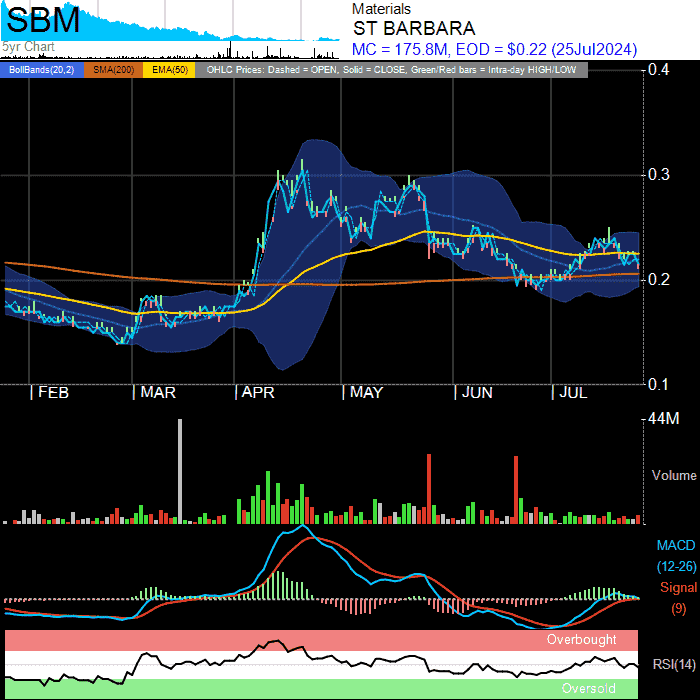 SBM
5yr Chart
Materials
ST BARBARA
MC = 175.8M, EOD = $0.22 (25Jul2024)
BollBands(20,2) SMA(200) EMA(50) OHLC Prices: Dashed = OPEN, Solid = CLOSE, Green/Red bars = Intra-day HIGH/LOW
0.4
0.3
0.2
0.1
FEB MAR APR MAY JUN JUL
44M
Volume
MACD
(12-26)
Signal
(9)
Overbought
RSI(14)
Oversold